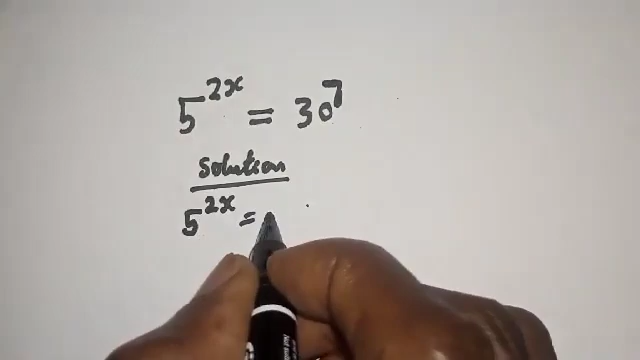 5^{2x} = 30^7
Solution
5^{2x} =